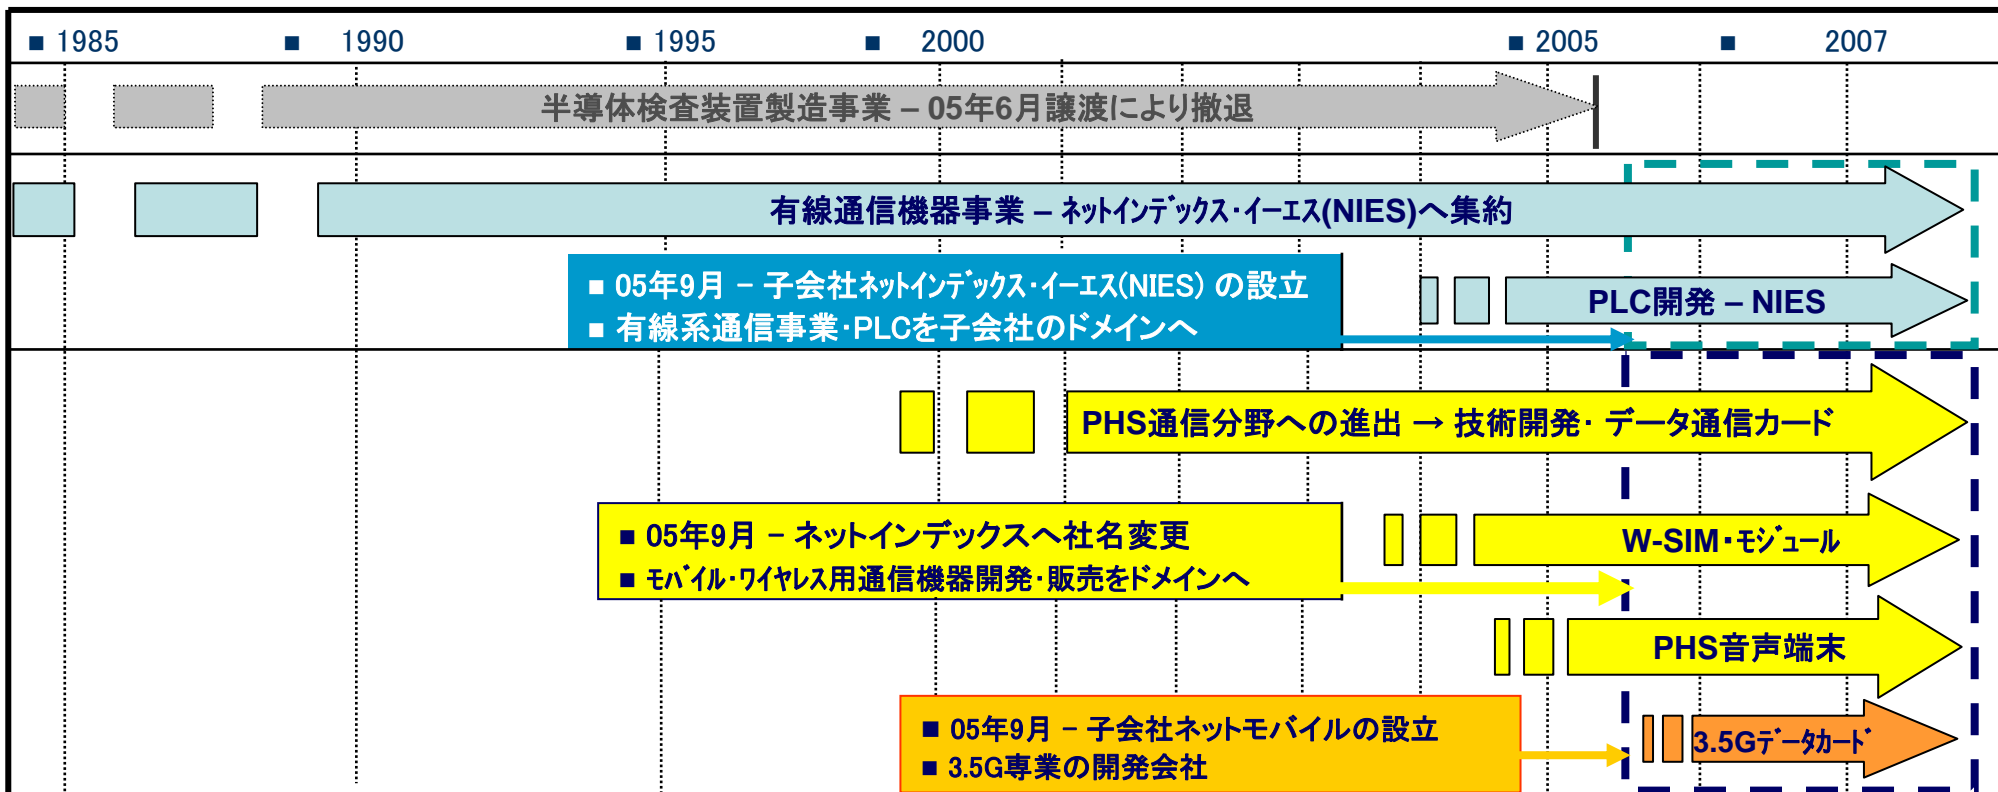 ■ 1985 ■ 1990 ■ 1995 ■ 2000 ■ 2005 ■ 2007
半導体検査装置製造事業 – 05年6月譲渡により撤退
有線通信機器事業 – ネットインデックス・イーエス(NIES)へ集約
■ 05年9月 – 子会社ネットインデックス・イーエス(NIES) の設立
■ 有線系通信事業・PLCを子会社のドメインへ
PLC開発 – NIES
PHS通信分野への進出 → 技術開発・ データ通信カード
■ 05年9月 – ネットインデックスへ社名変更
■ モバイル・ワイヤレス用通信機器開発・販売をドメインへ
W-SIM・モジュール
PHS音声端末
■ 05年9月 – 子会社ネットモバイルの設立
■ 3.5G専業の開発会社
3.5Gデータカード